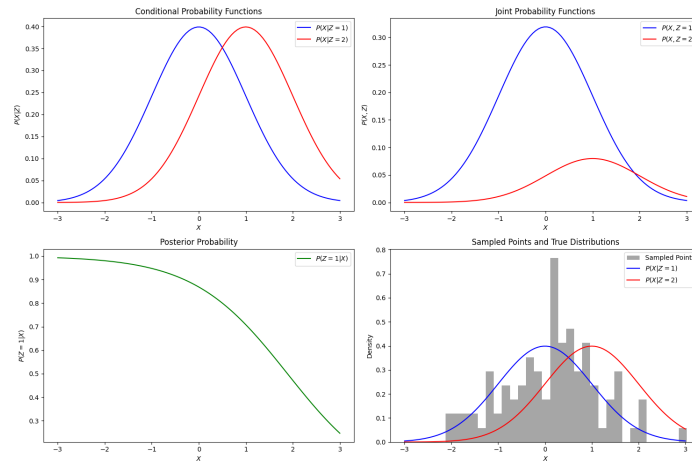 Conditional Probability Functions
P(X|Z = 1)
P(X|Z = 2)
0.40
0.35
0.30
0.25
0.20
0.15
0.10
0.05
0.00
P(X|Z)
−3 −2 −1 0 1 2 3
X
Joint Probability Functions
P(X, Z = 1
P(X, Z = 2
0.30
0.25
0.20
0.15
0.10
0.05
0.00
P(X, Z)
−3 −2 −1 0 1 2 3
X
Posterior Probability
P(Z = 1|X)
1.0
0.9
0.8
0.7
0.6
0.5
0.4
0.3
P(Z = 1|X)
−3 −2 −1 0 1 2 3
X
Sampled Points and True Distributions
Sampled Point
P(X|Z = 1)
P(X|Z = 2)
0.8
0.7
0.6
0.5
0.4
0.3
0.2
0.1
0.0
Density
−3 −2 −1 0 1 2 3
X